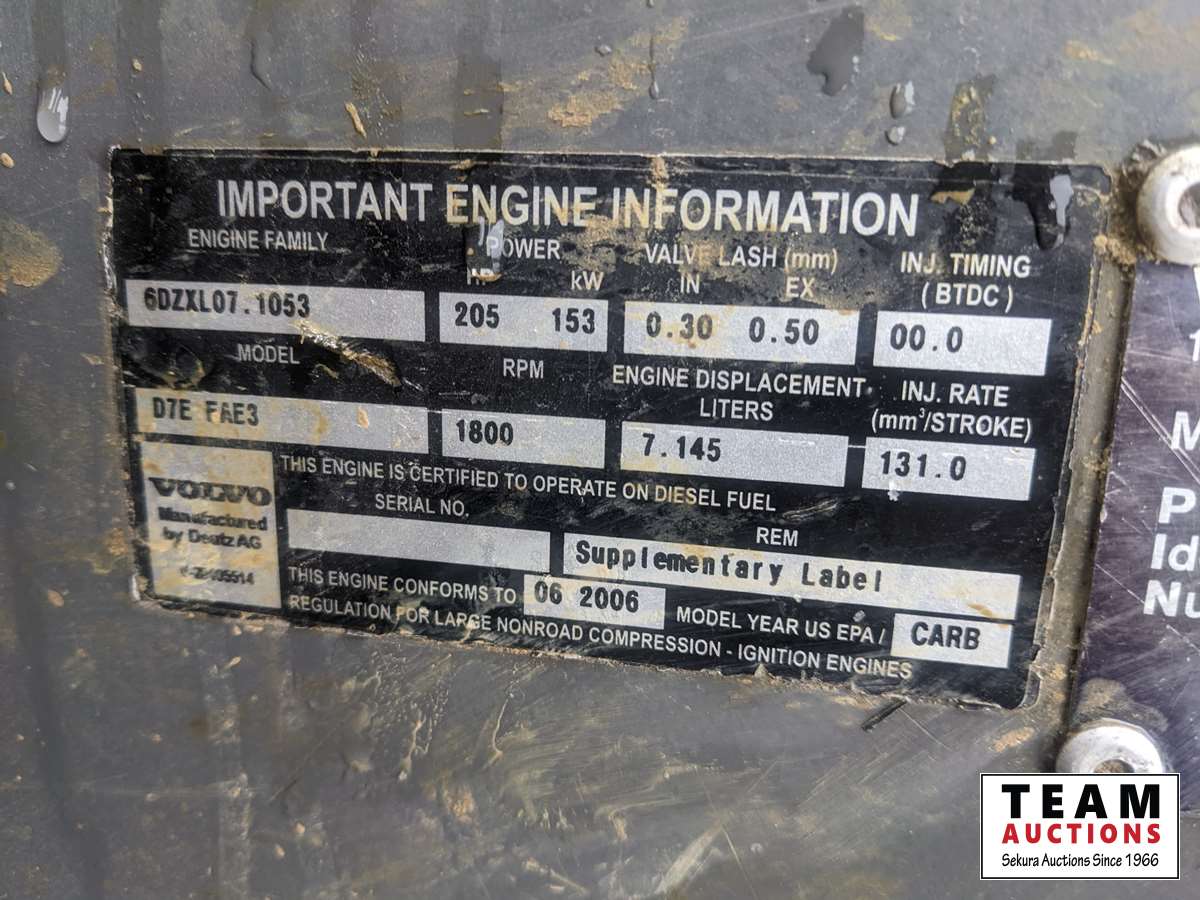 IMPORTANT ENGINE INFORMATION
ENIGINE FAMILY
POWER
HP kW
VALVE LASH (mm)
IN EX
INJ. TIMING
( BTDC )
6DZXL07.1053
205 153
0.30 0.50
00.0
MODEL
RPM
ENGINE DISPLACEMENT
LITERS
INJ. RATE
(mm³/STROKE)
D7E FAE3
1800
7.145
131.0
VOLVO
Manufactured
by Deutz AG
THIS ENGINE IS CERTIFIED TO OPERATE ON DIESEL FUEL
SERIAL NO.
REM
Supplementary Label
THIS ENGINE CONFORMS TO 06 2006 MODEL YEAR US EPA / CARB
REGULATION FOR LARGE NONROAD COMPRESSION - IGNITION ENGINES
TEAM
AUCTIONS
Sekura Auctions Since 1966